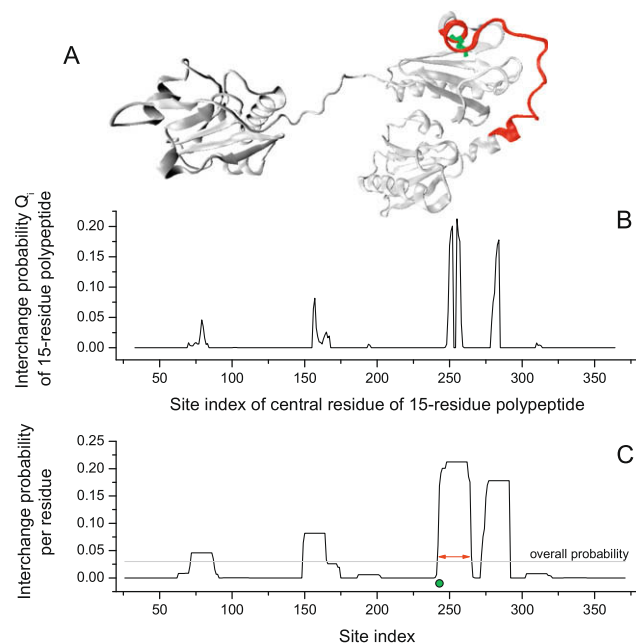 A
B
Interchange probability Qi
of 15-residue polypeptide
0.20
0.15
0.10
0.05
0.00
50 100 150 200 250 300 350
Site index of central residue of 15-residue polypeptide
C
Interchange probability
per residue
0.25
0.20
0.15
0.10
0.05
0.00
overall probability
50 100 150 200 250 300 350
Site index